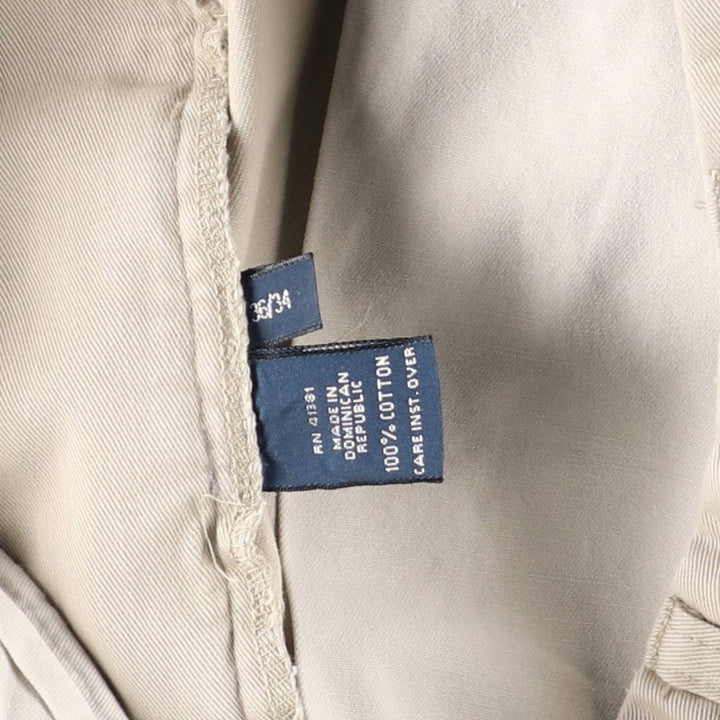 36/34
RN 41381
MADE IN
DOMINICAN
REPUBLIC
100% COTTON
CARE INST. OVER